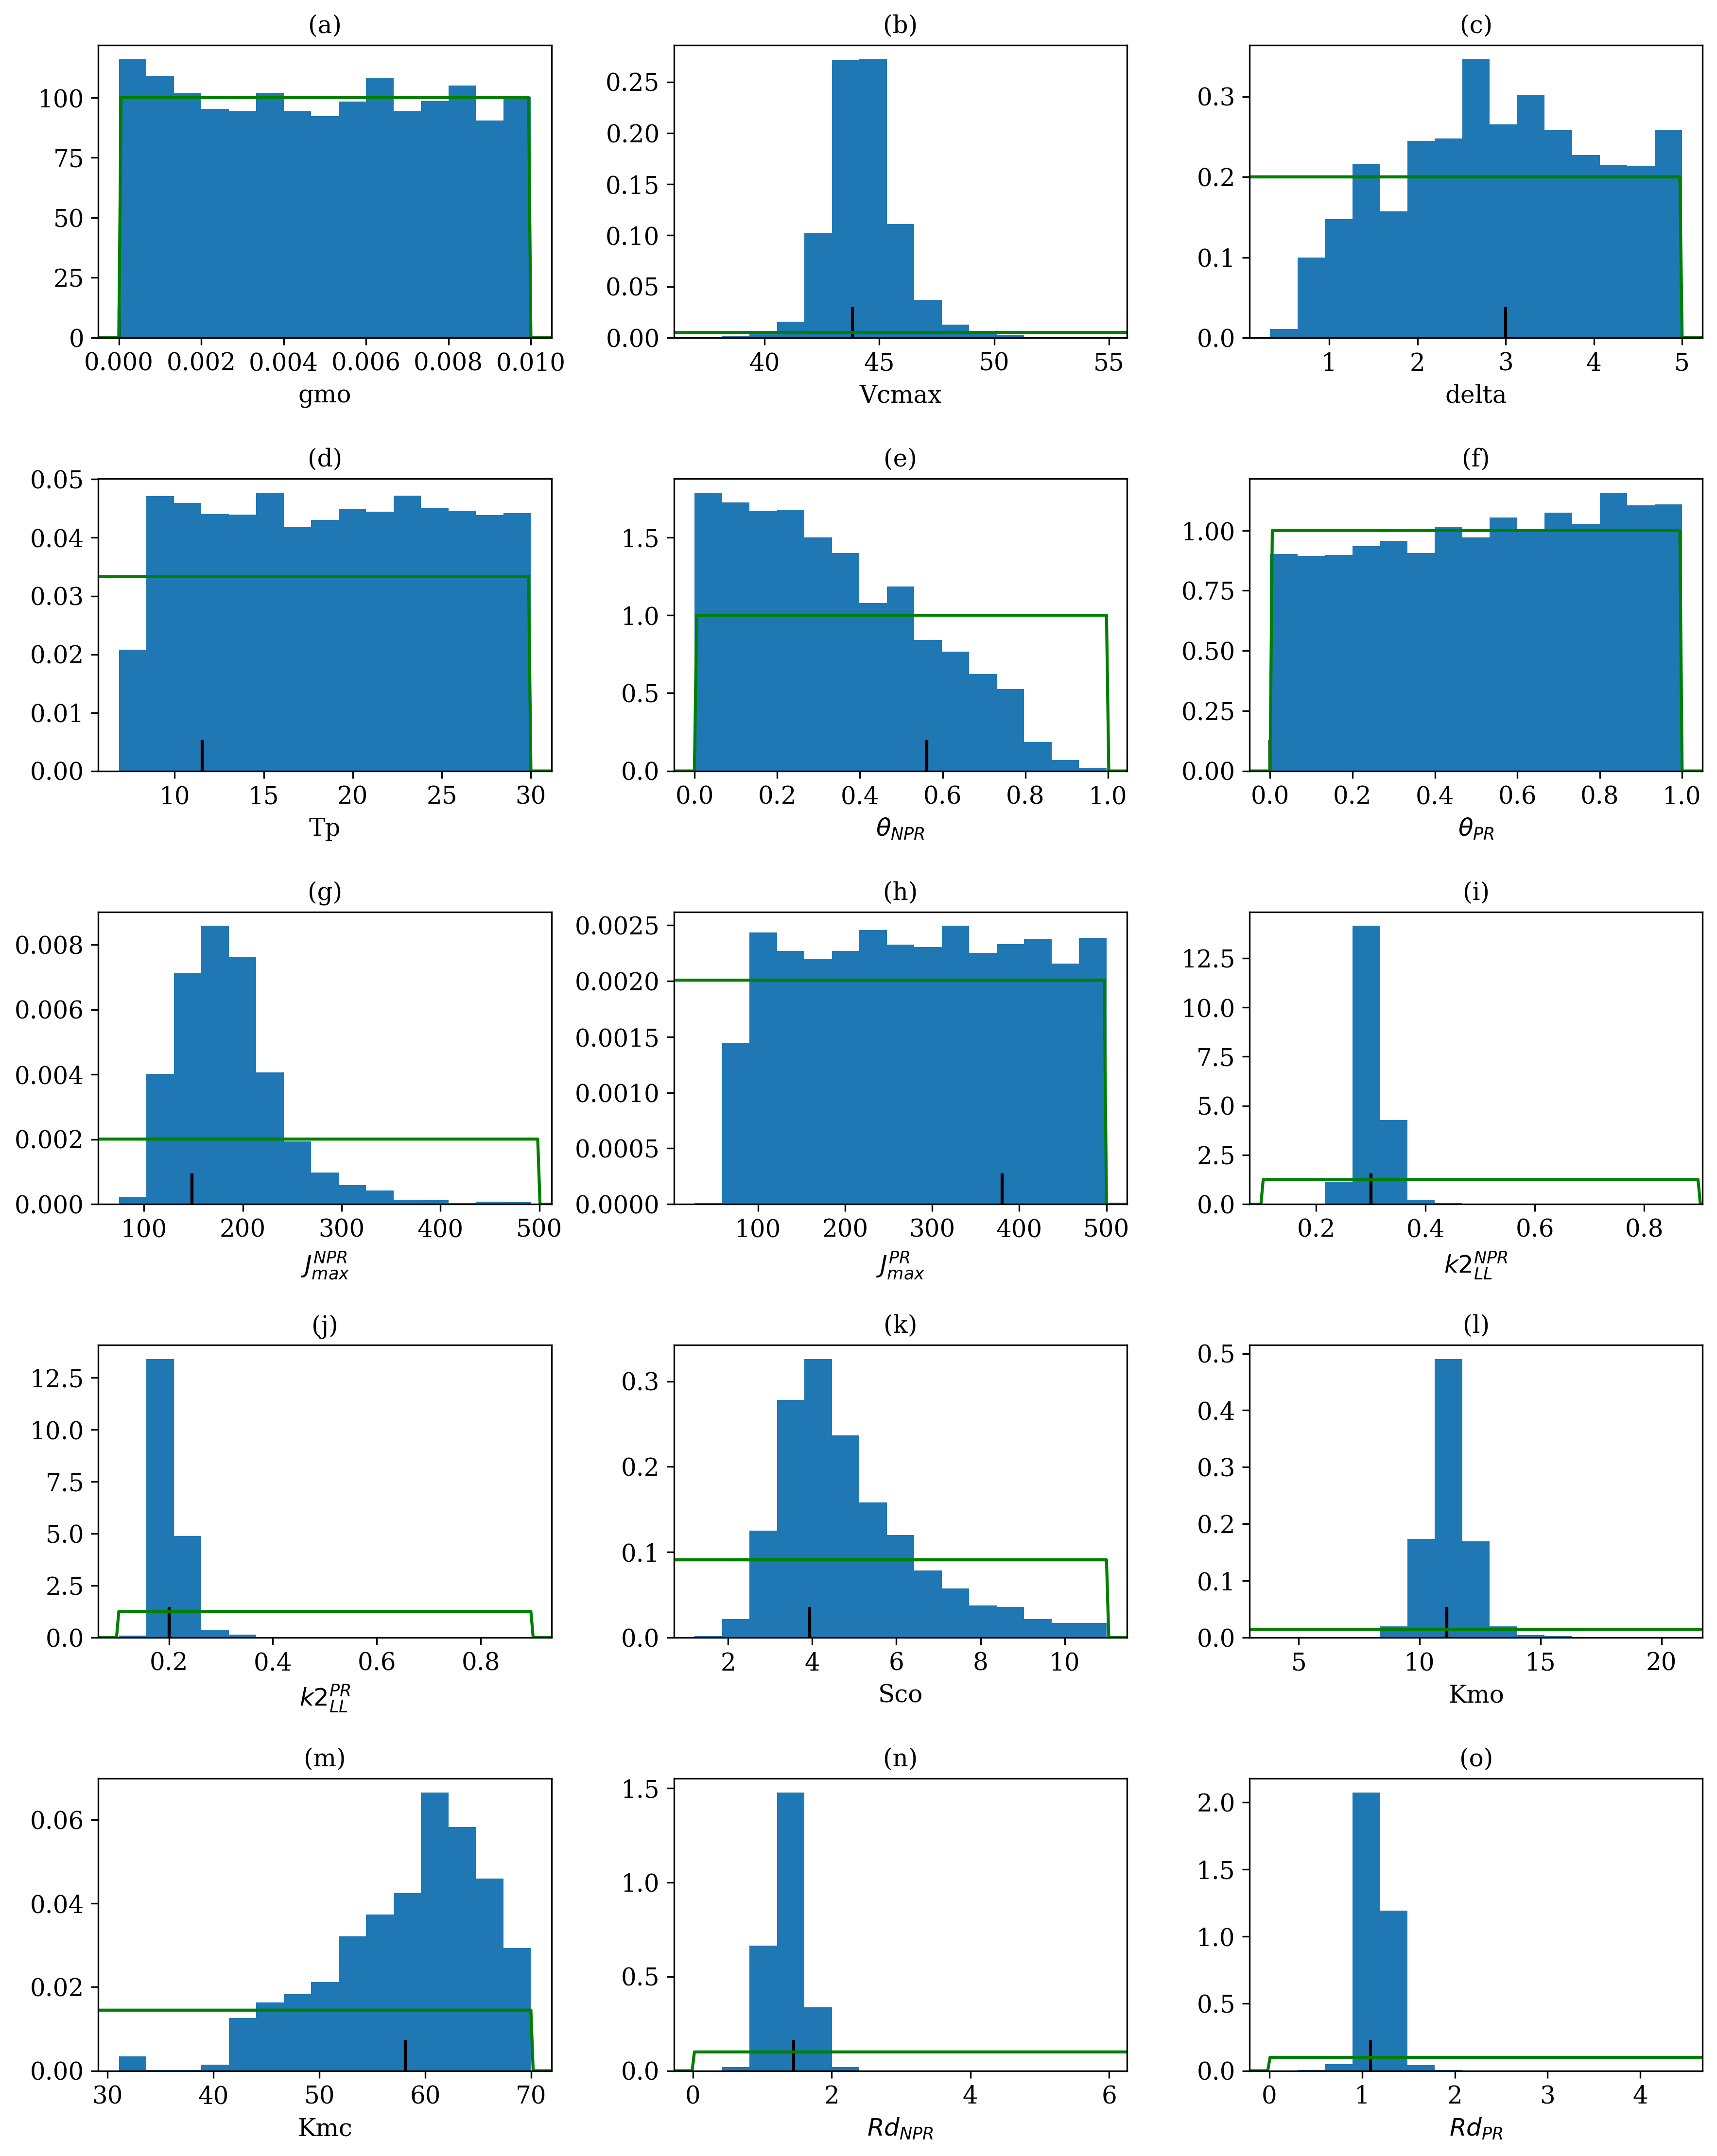 (a)
100
75
50
25
0
0.000 0.002 0.004 0.006 0.008 0.010
gmo
(b)
0.25
0.20
0.15
0.10
0.05
0.00
40 45 50 55
Vcmax
(c)
0.3
0.2
0.1
0.0
1 2 3 4 5
delta
(d)
0.05
0.04
0.03
0.02
0.01
0.00
10 15 20 25 30
Tp
(e)
1.5
1.0
0.5
0.0
0.0 0.2 0.4 0.6 0.8 1.0
θ_NPR
(f)
1.00
0.75
0.50
0.25
0.00
0.0 0.2 0.4 0.6 0.8 1.0
θ_PR
(g)
0.008
0.006
0.004
0.002
0.000
100 200 300 400 500
J_max^NPR
(h)
0.0025
0.0020
0.0015
0.0010
0.0005
0.0000
100 200 300 400 500
J_max^PR
(i)
12.5
10.0
7.5
5.0
2.5
0.0
0.2 0.4 0.6 0.8
k2_LL^NPR
(j)
12.5
10.0
7.5
5.0
2.5
0.0
0.2 0.4 0.6 0.8
k2_LL^PR
(k)
0.3
0.2
0.1
0.0
2 4 6 8 10
Sco
(l)
0.5
0.4
0.3
0.2
0.1
0.0
5 10 15 20
Kmo
(m)
0.06
0.04
0.02
0.00
30 40 50 60 70
Kmc
(n)
1.5
1.0
0.5
0.0
0 2 4 6
Rd_NPR
(o)
2.0
1.5
1.0
0.5
0.0
0 1 2 3 4
Rd_PR